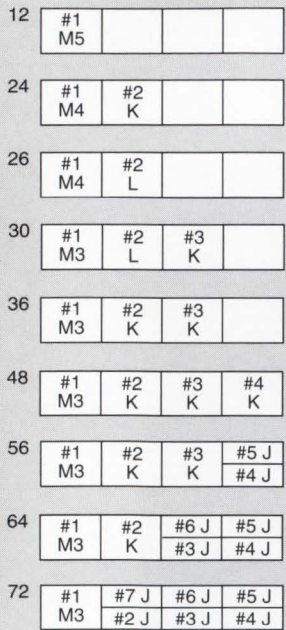 12
#1
M5
24
#1 #2
M4 K
26
#1 #2
M4 L
30
#1 #2 #3
M3 L K
36
#1 #2 #3
M3 K K
48
#1 #2 #3 #4
M3 K K K
56
#1 #2 #3 #5 J
M3 K K #4 J
64
#1 #2 #6 J #5 J
M3 K #3 J #4 J
72
#1 #7 J #6 J #5 J
M3 #2 J #3 J #4 J